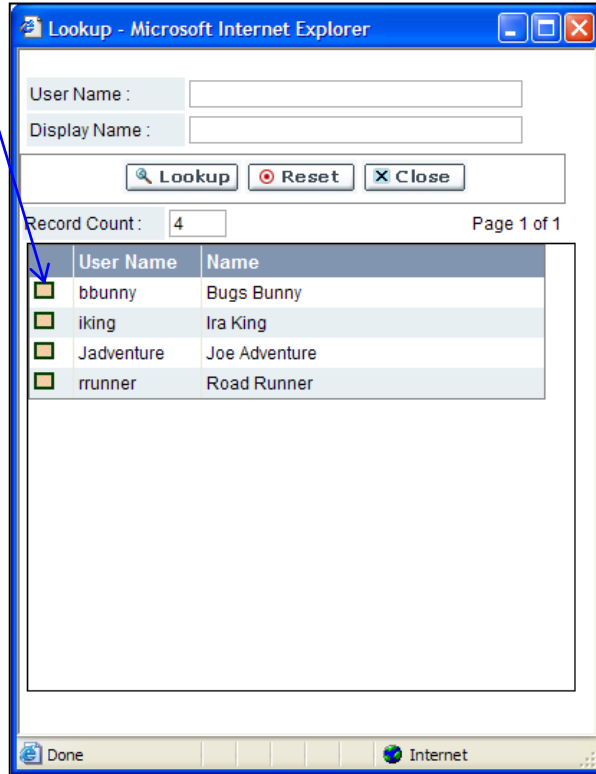 Lookup - Microsoft Internet Explorer
User Name :
Display Name :
Lookup Reset Close
Record Count : 4 Page 1 of 1
User Name Name
bbunny Bugs Bunny
iking Ira King
Jadventure Joe Adventure
rrunner Road Runner
Done Internet